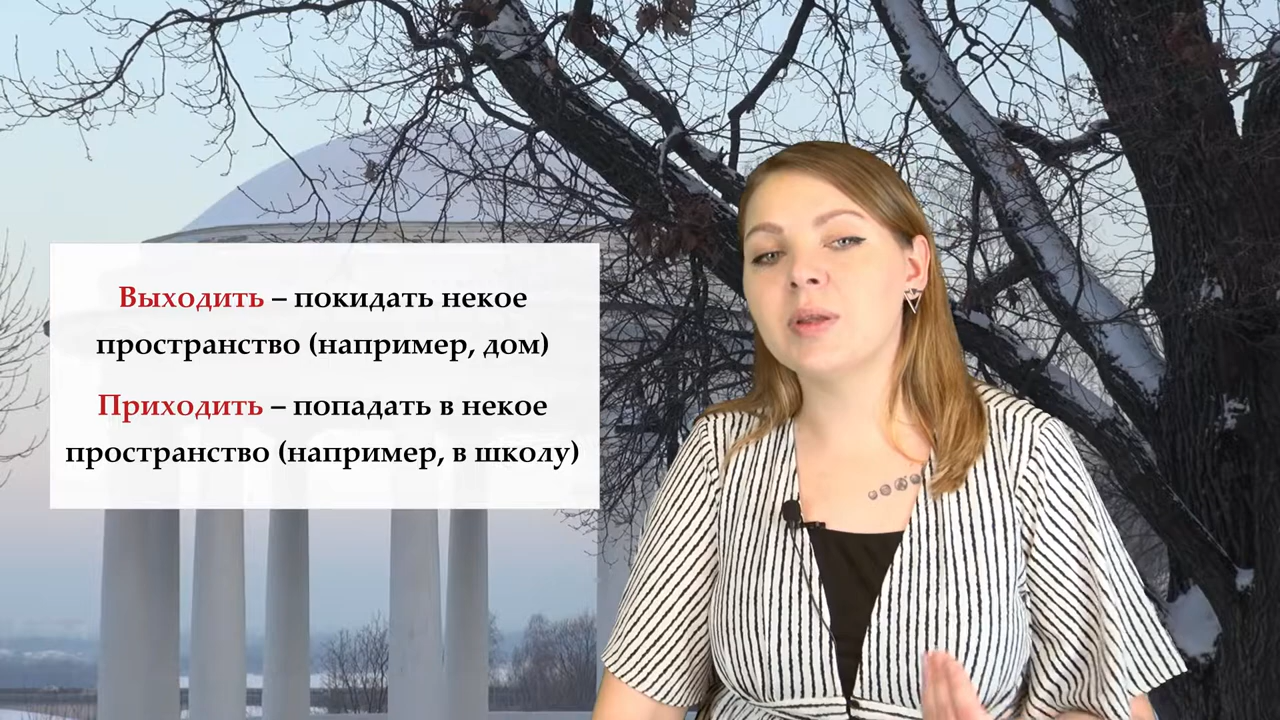 Выходить – покидать некое
пространство (например, дом)
Приходить – попадать в некое
пространство (например, в школу)